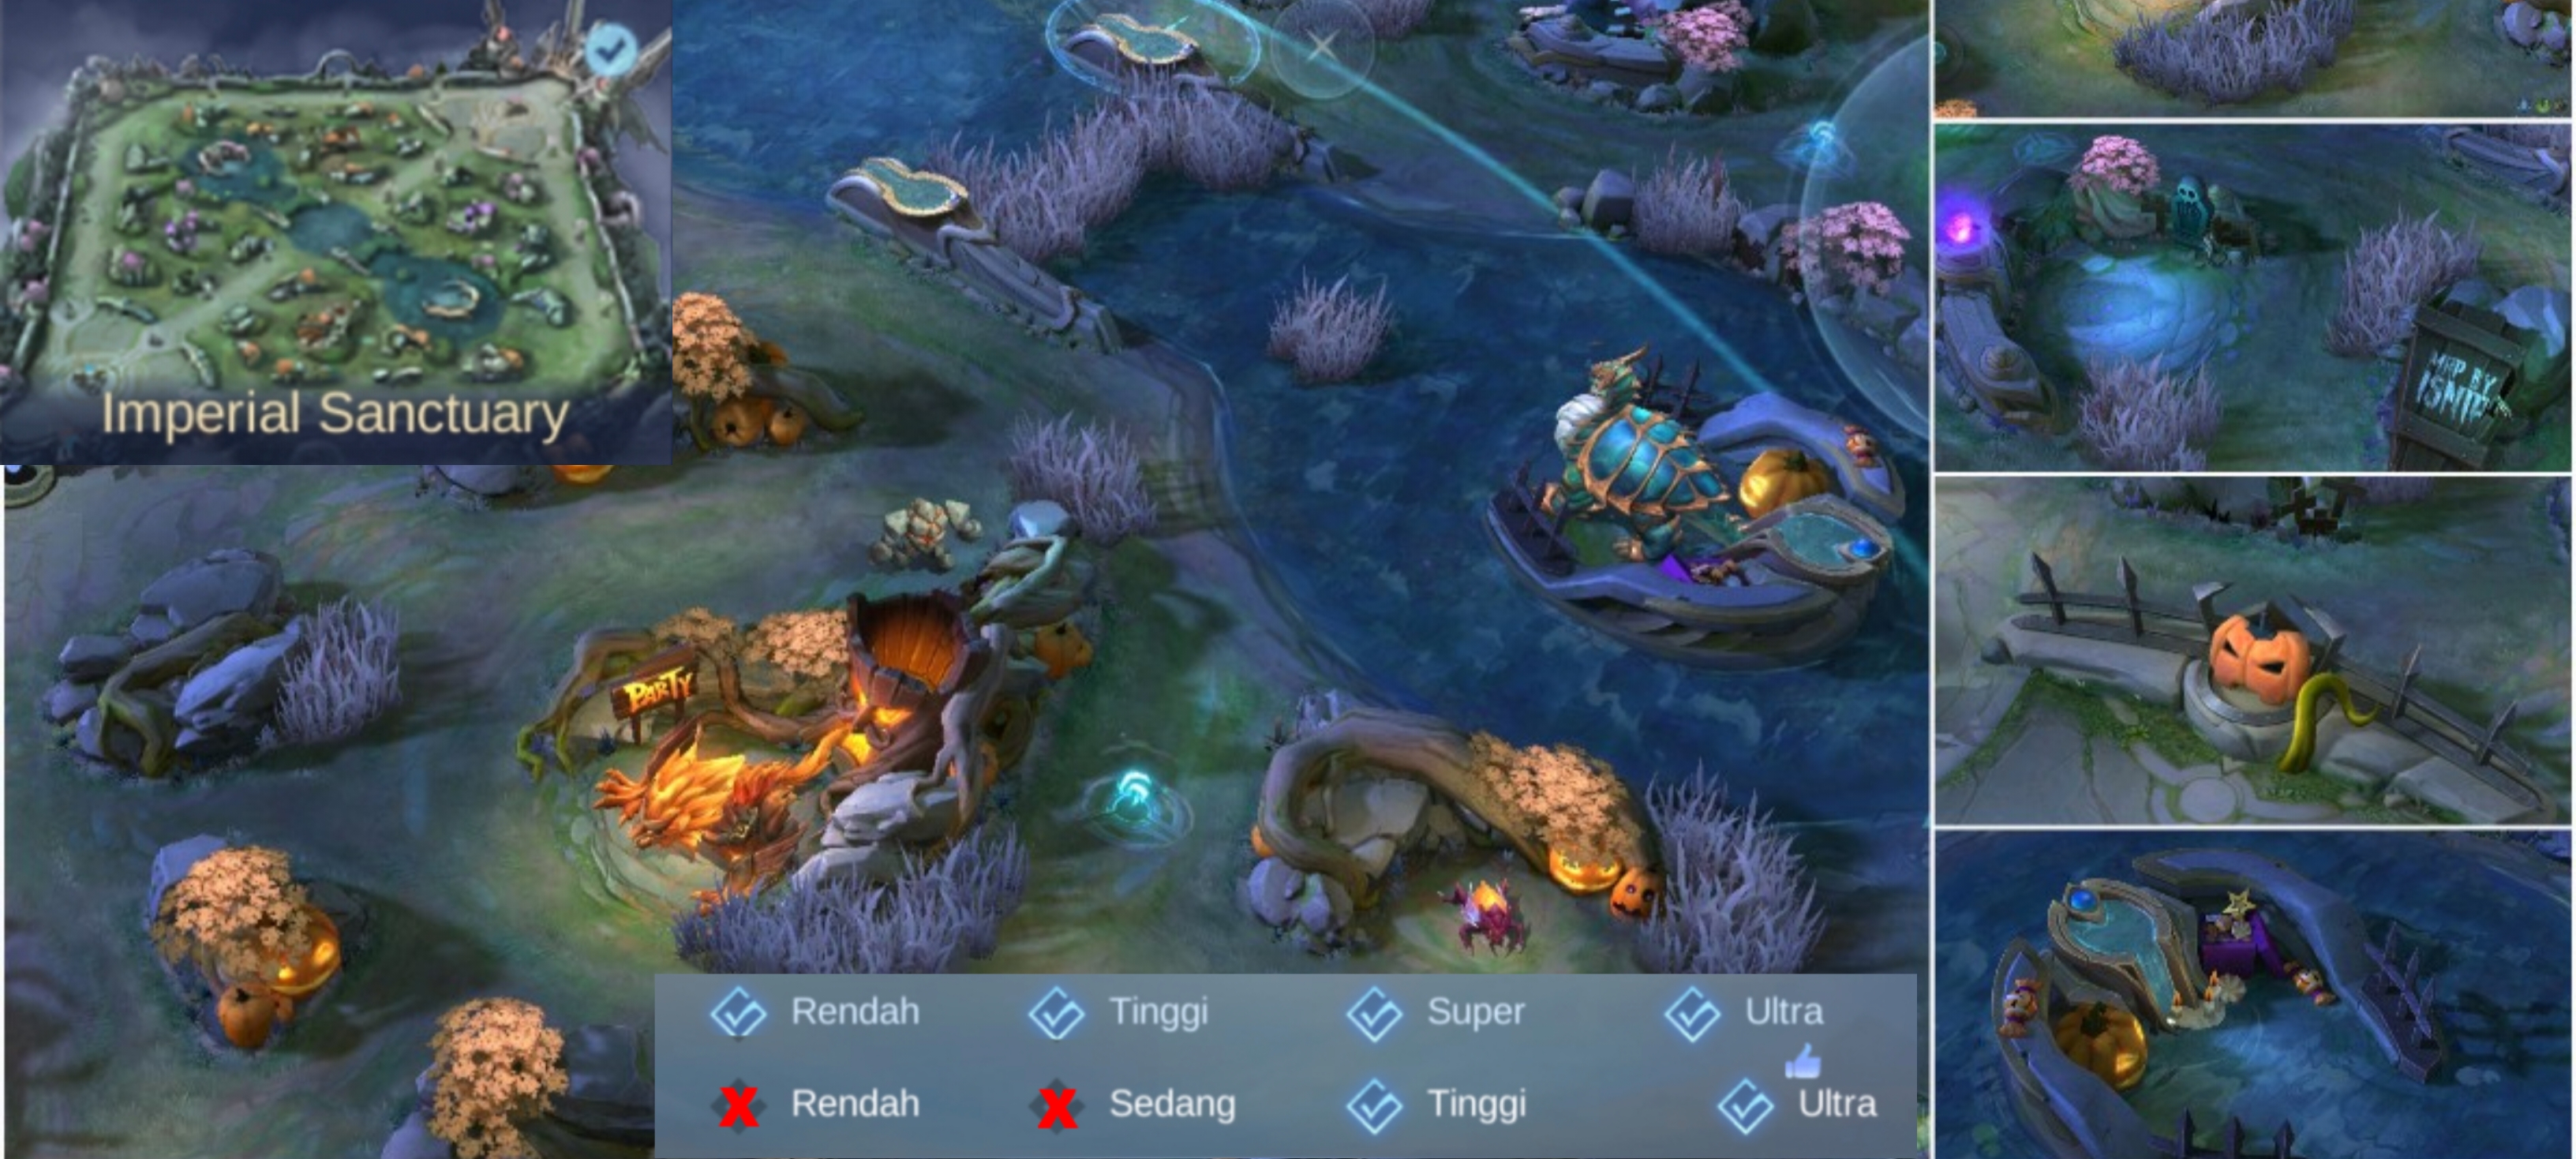 Imperial Sanctuary
PARTY
MAP BY
ISNIP
Rendah Tinggi Super Ultra
Rendah Sedang Tinggi Ultra